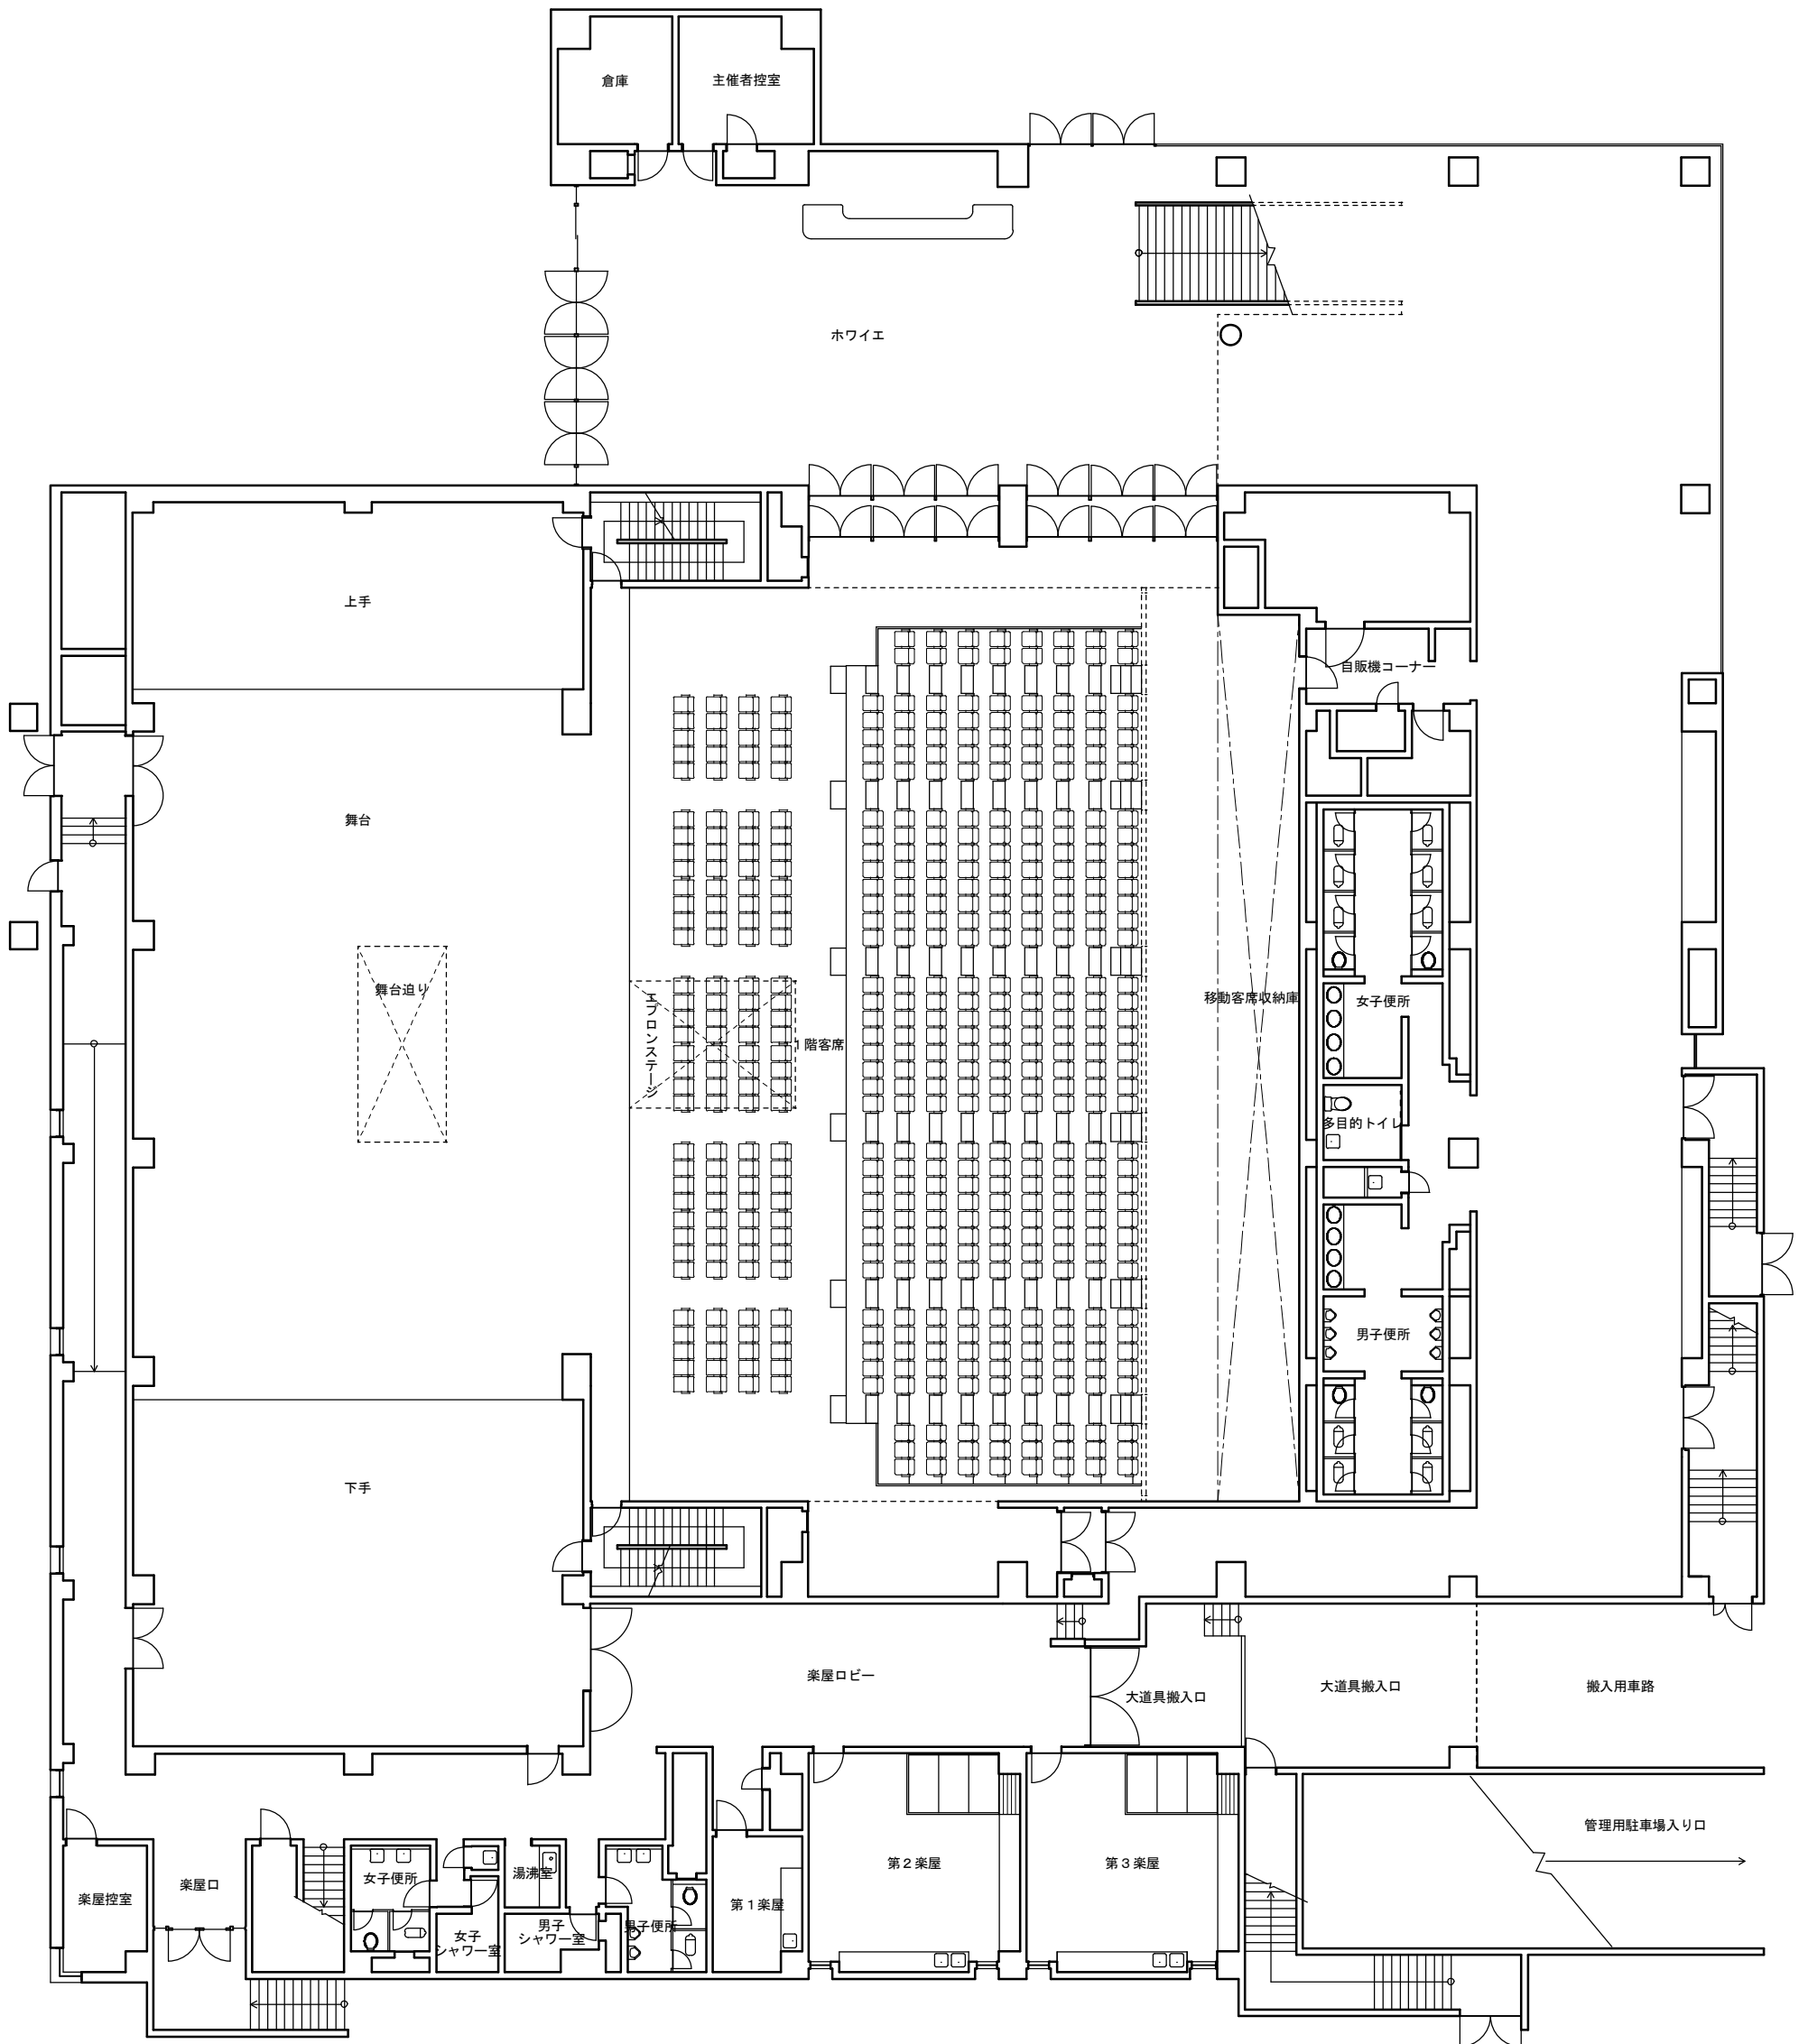 倉庫
主催者控室
ホワイエ
上手
自販機コーナー
舞台
舞台迫り
エプロンステージ
1階客席
移動客席収納庫
女子便所
多目的トイレ
男子便所
下手
楽屋ロビー
大道具搬入口
大道具搬入口
搬入用車路
管理用駐車場入り口
楽屋控室
楽屋口
女子便所
湯沸室
女子
シャワー室
男子
シャワー室
男子便所
第1楽屋
第2楽屋
第3楽屋